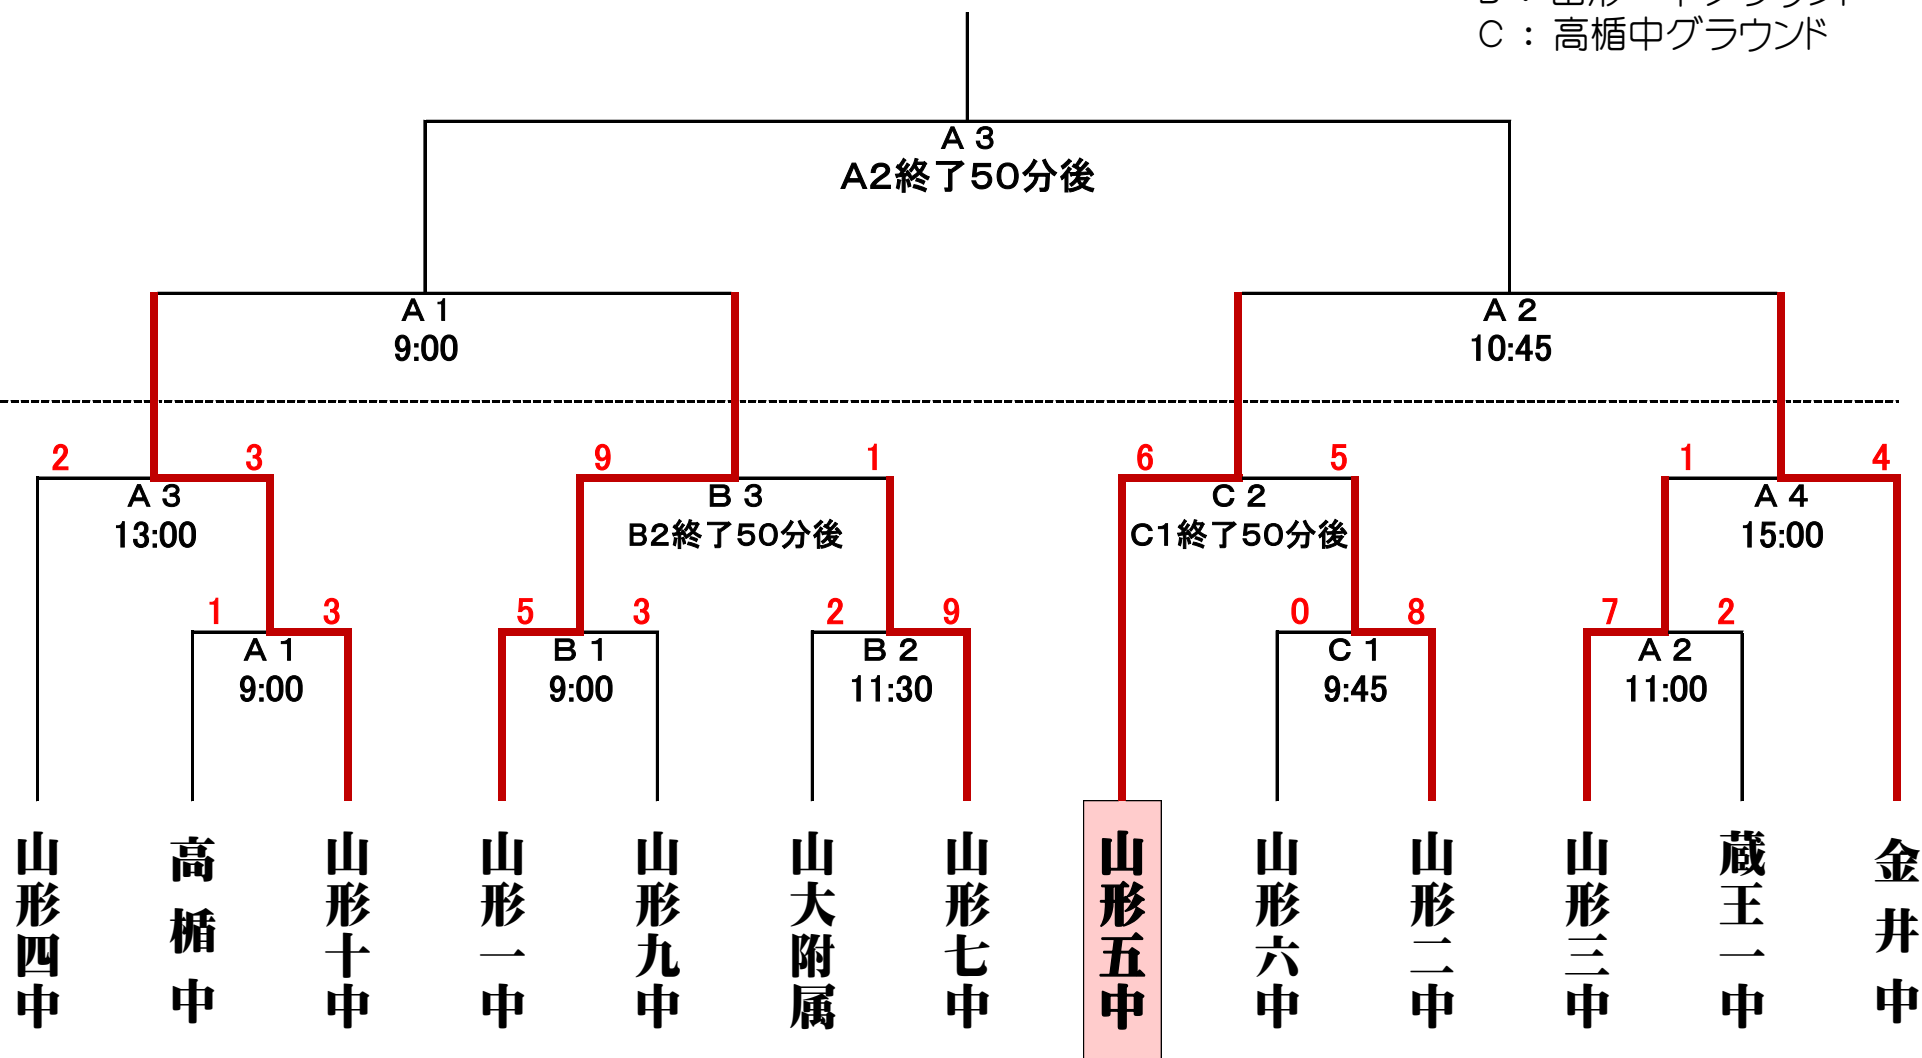 C：高楯中グラウンド
A 3
A2終了50分後
A 1
9:00
A 2
10:45
2 3 9 1 6 5 1 4
A 3
13:00
B 3
B2終了50分後
C 2
C1終了50分後
A 4
15:00
1 3 5 3 2 9 0 8 7 2
A 1
9:00
B 1
9:00
B 2
11:30
C 1
9:45
A 2
11:00
山形四中
高楯中
山形十中
山形一中
山形九中
山大附属
山形七中
山形五中
山形六中
山形二中
山形三中
蔵王一中
金井中